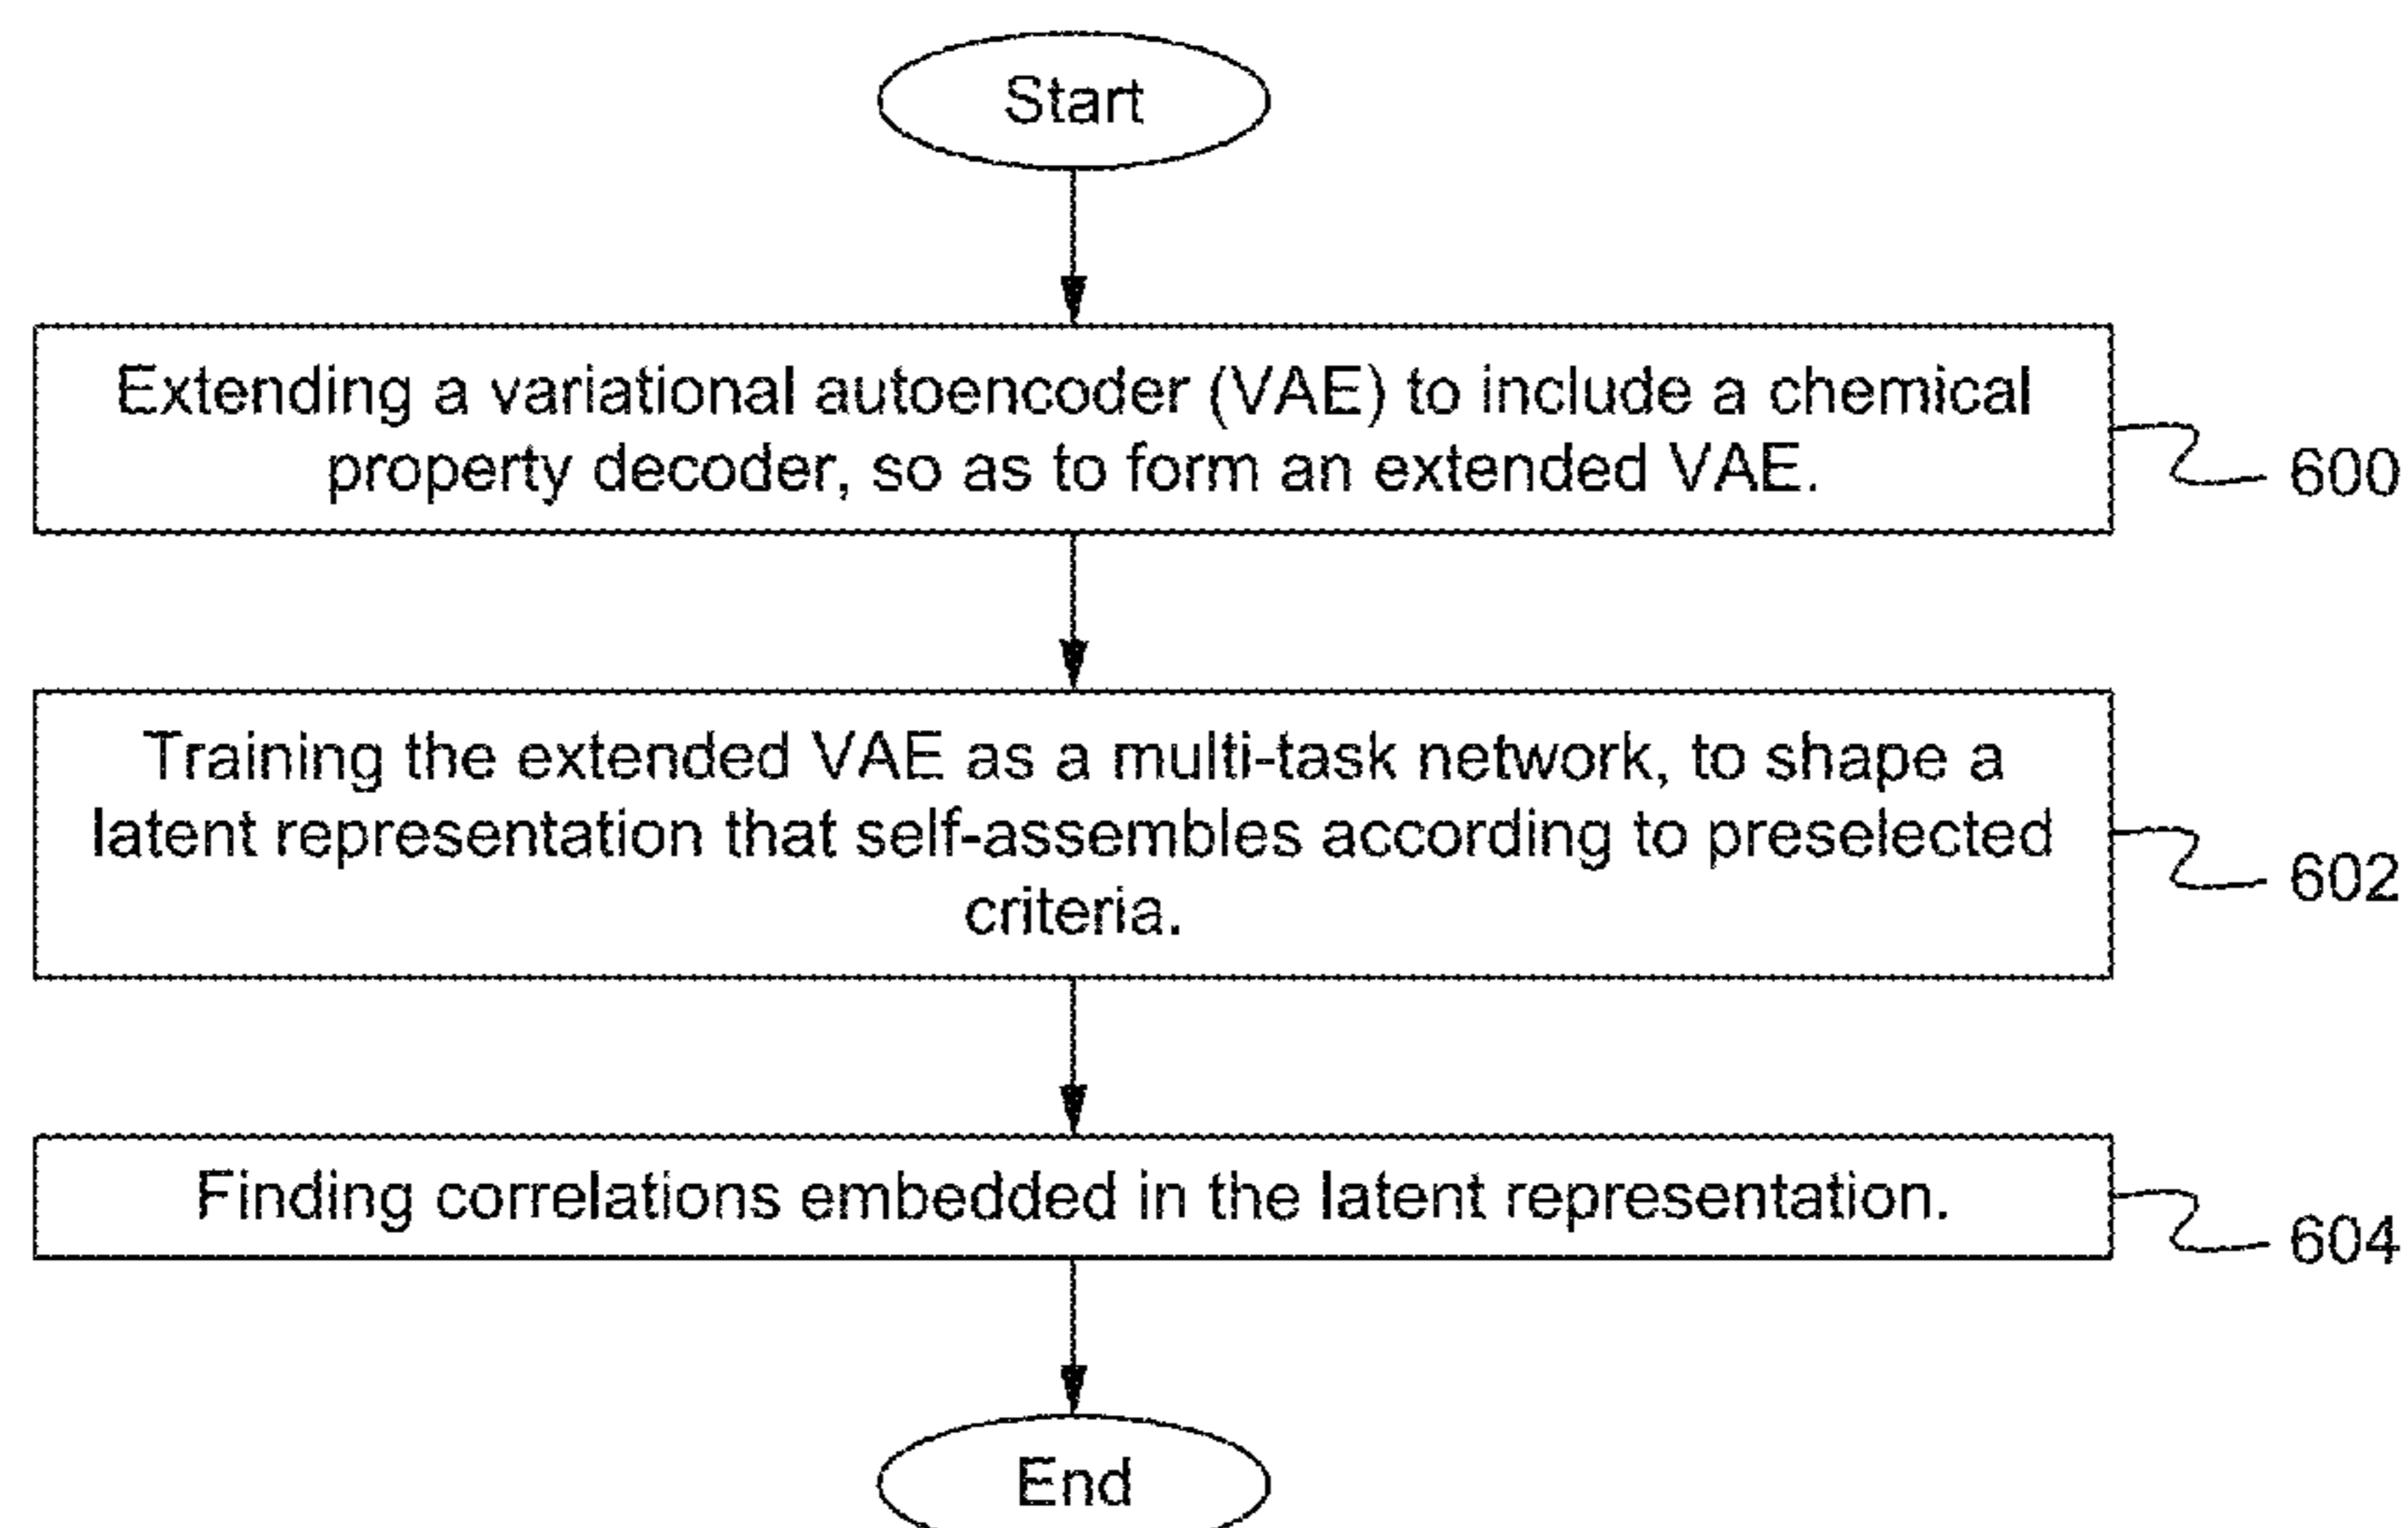 Start
Extending a variational autoencoder (VAE) to include a chemical
property decoder, so as to form an extended VAE.
600
Training the extended VAE as a multi-task network, to shape a
latent representation that self-assembles according to preselected
criteria.
602
Finding correlations embedded in the latent representation.
604
End